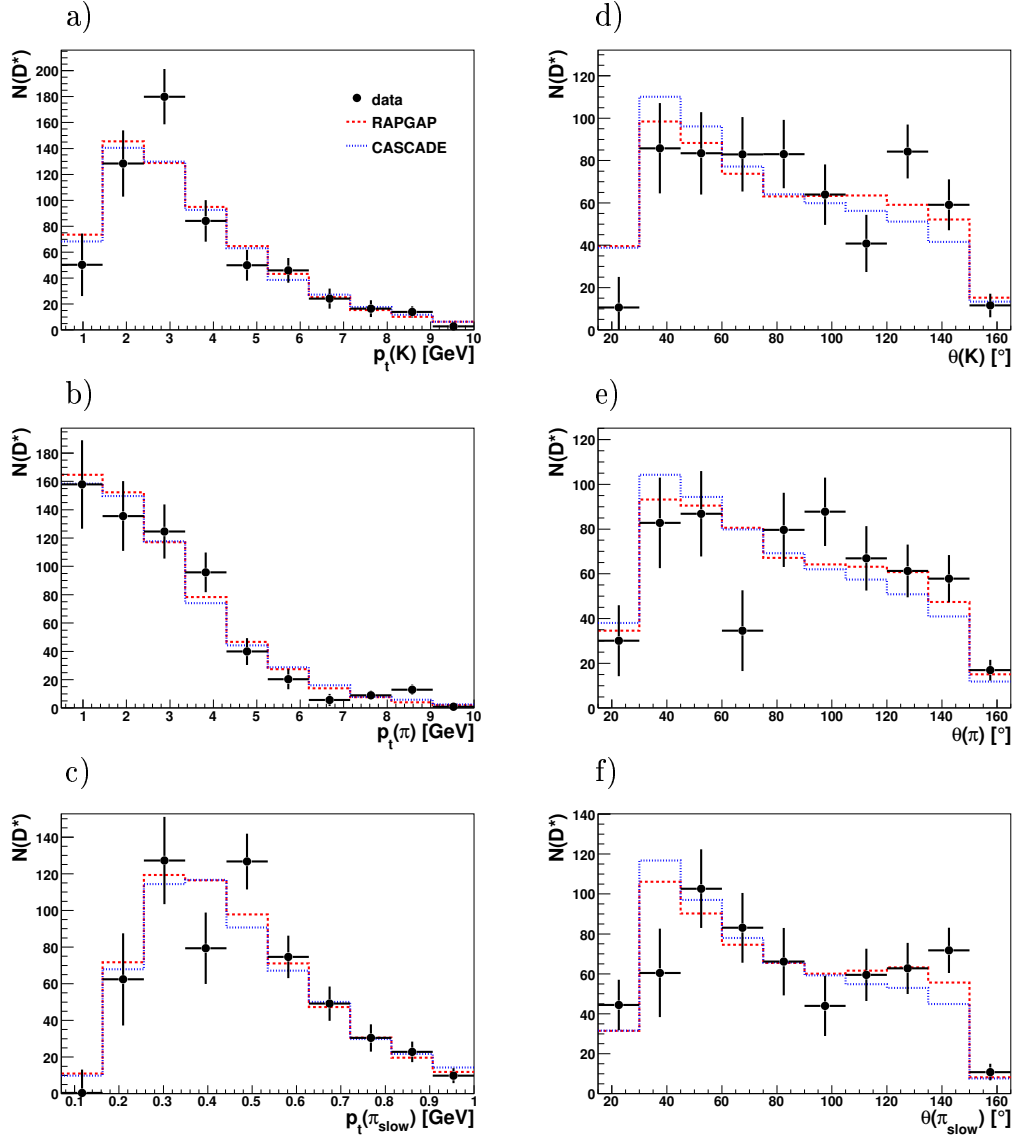 a)
N(D*)
200
180
160
140
120
100
80
60
40
20
0
data
RAPGAP
CASCADE
1 2 3 4 5 6 7 8 9 10
p_t(K) [GeV]
d)
N(D*)
120
100
80
60
40
20
0
20 40 60 80 100 120 140 160
θ(K) [°]
b)
N(D*)
180
160
140
120
100
80
60
40
20
0
1 2 3 4 5 6 7 8 9 10
p_t(π) [GeV]
e)
N(D*)
120
100
80
60
40
20
0
20 40 60 80 100 120 140 160
θ(π) [°]
c)
N(D*)
140
120
100
80
60
40
20
0
0.1 0.2 0.3 0.4 0.5 0.6 0.7 0.8 0.9 1
p_t(π_slow) [GeV]
f)
N(D*)
140
120
100
80
60
40
20
0
20 40 60 80 100 120 140 160
θ(π_slow) [°]